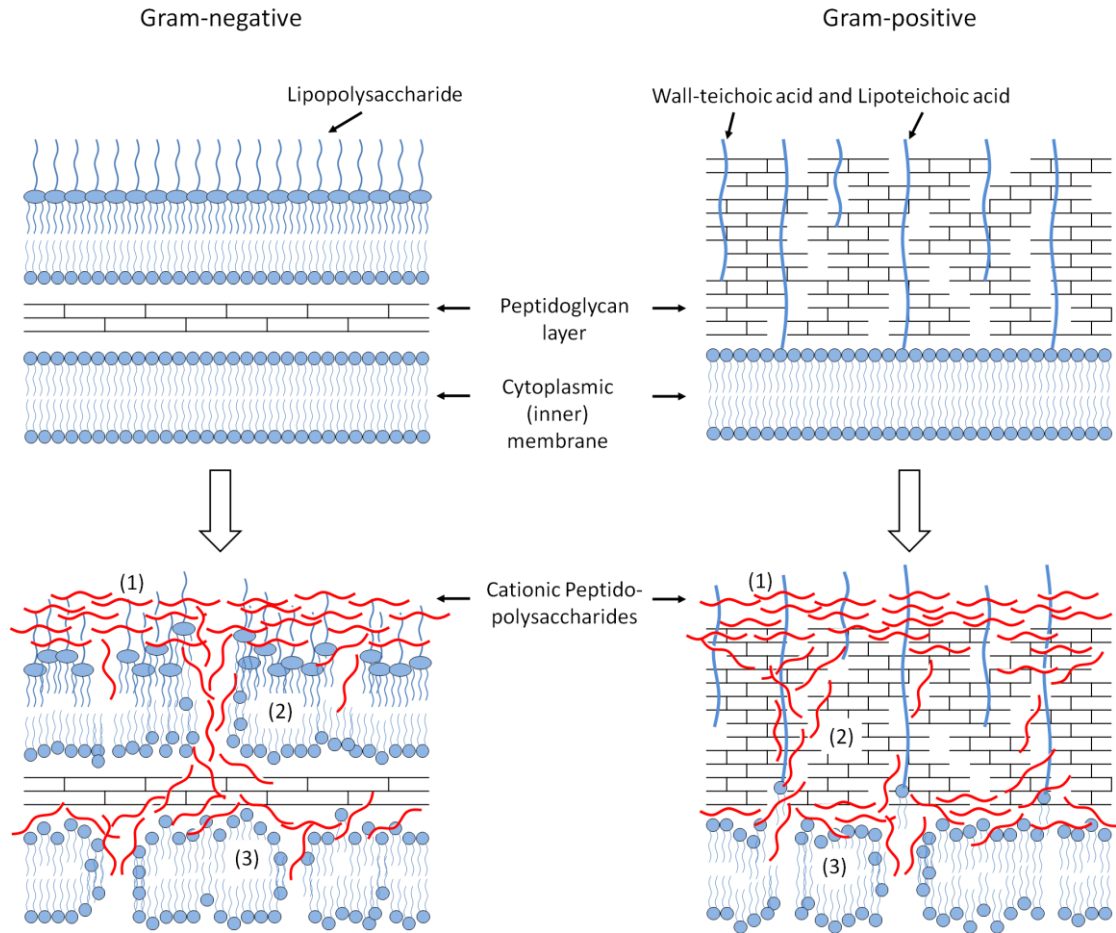 Gram-negative
Gram-positive
Lipopolysaccharide
Wall-teichoic acid and Lipoteichoic acid
Peptidoglycan
layer
Cytoplasmic
(inner)
membrane
(1)
(1)
Cationic Peptido-
polysaccharides
(2)
(2)
(3)
(3)